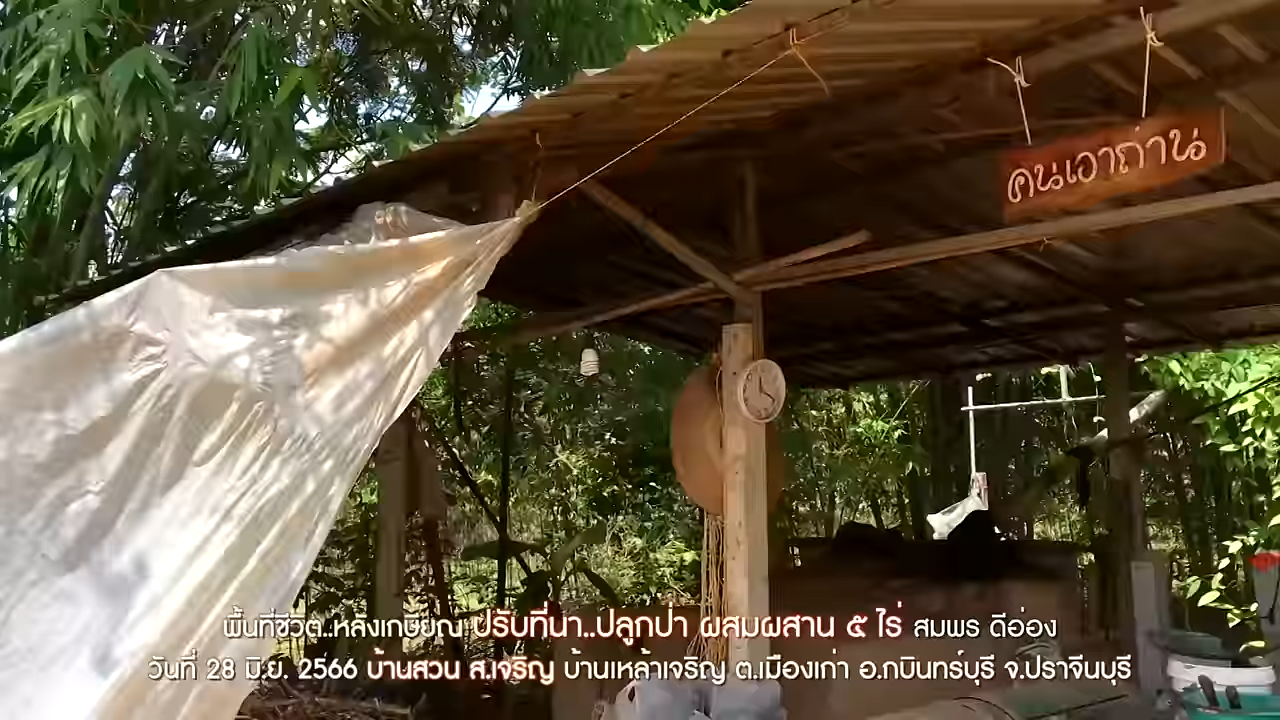 คนเอาถ่าน
พื้นที่ชีวิต..หลังเกษียณ ปรับที่นา..ปลูกป่า ผสมผสาน ๕ ไร่ สมพร ดีอ่อง
วันที่ 28 มิ.ย. 2566 บ้านสวน ส.เจริญ บ้านเหล้าเจริญ ต.เมืองเก่า อ.กบินทร์บุรี จ.ปราจีนบุรี